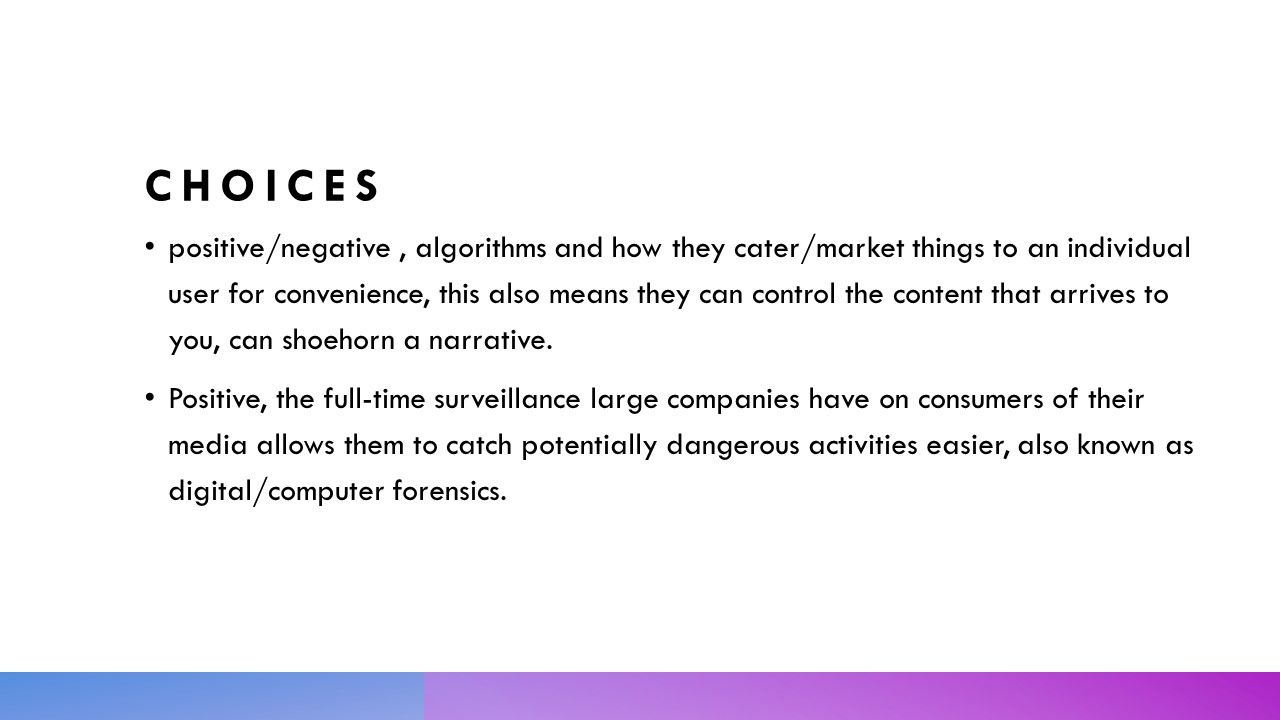 CHOICES
• positive/negative , algorithms and how they cater/market things to an individual
user for convenience, this also means they can control the content that arrives to
you, can shoehorn a narrative.
• Positive, the full-time surveillance large companies have on consumers of their
media allows them to catch potentially dangerous activities easier, also known as
digital/computer forensics.